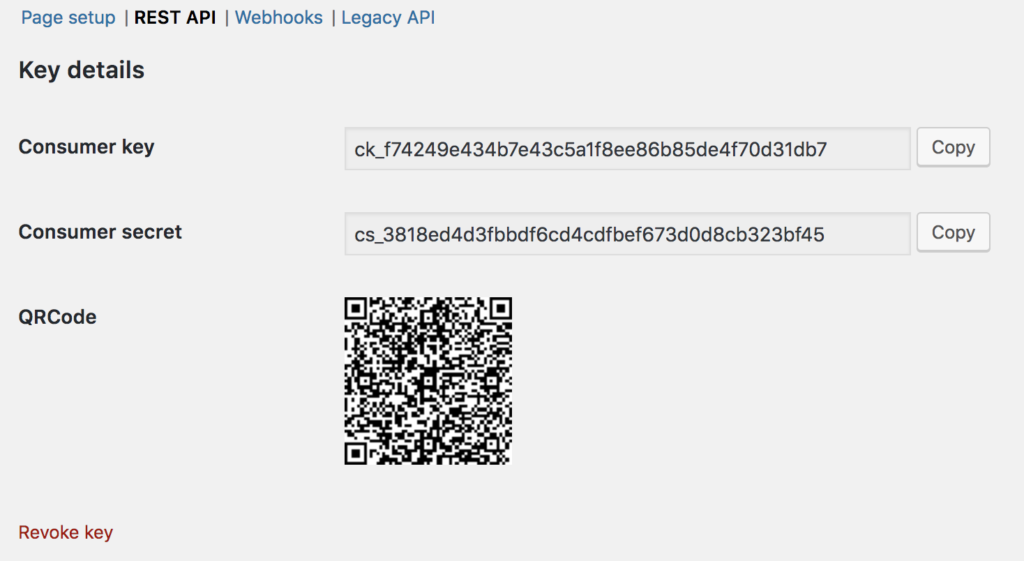 Page setup | REST API | Webhooks | Legacy API
Key details
Consumer key ck_f74249e434b7e43c5a1f8ee86b85de4f70d31db7 Copy
Consumer secret cs_3818ed4d3fbbdf6cd4cdfbef673d0d8cb323bf45 Copy
QRCode
Revoke key